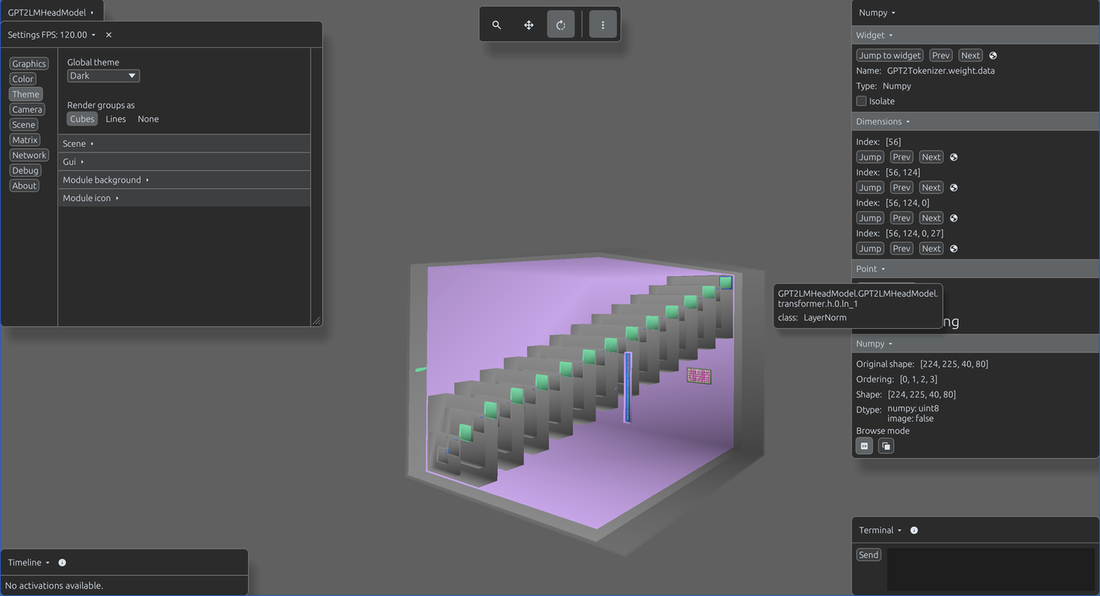 GPT2LMHeadModel
Settings FPS: 120.00
Graphics
Color
Theme
Camera
Scene
Matrix
Network
Debug
About
Global theme
Dark
Render groups as
Cubes Lines None
Scene
Gui
Module background
Module icon
Timeline
No activations available.
GPT2LMHeadModel.GPT2LMHeadModel.
transformer.h.0.ln_1
class: LayerNorm
Numpy
Widget
Jump to widget Prev Next
Name: GPT2Tokenizer.weight.data
Type: Numpy
Isolate
Dimensions
Index: [56]
Jump Prev Next
Index: [56, 124]
Jump Prev Next
Index: [56, 124, 0]
Jump Prev Next
Index: [56, 124, 0, 27]
Jump Prev Next
Point
Numpy
Original shape: [224, 225, 40, 80]
Ordering: [0, 1, 2, 3]
Shape: [224, 225, 40, 80]
Dtype: numpy: uint8
image: false
Browse mode
Terminal
Send